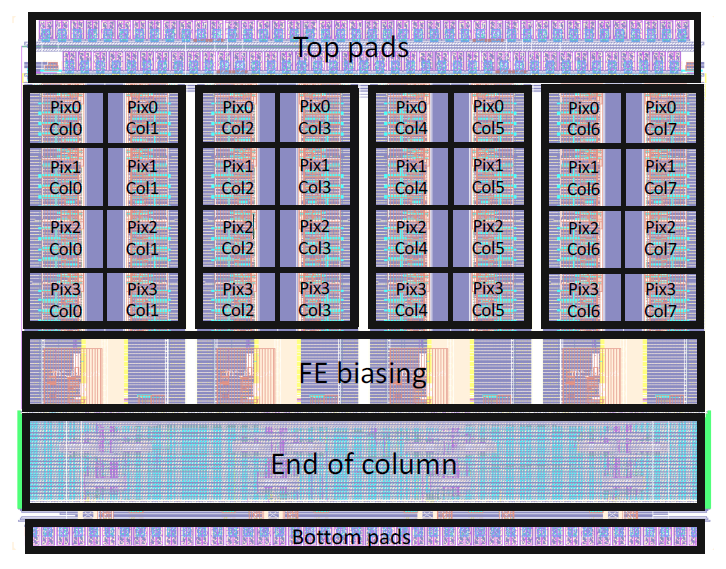 Top pads
Pix0 Pix0 Pix0 Pix0 Pix0 Pix0 Pix0 Pix0
Col0 Col1 Col2 Col3 Col4 Col5 Col6 Col7
Pix1 Pix1 Pix1 Pix1 Pix1 Pix1 Pix1 Pix1
Col0 Col1 Col2 Col3 Col4 Col5 Col6 Col7
Pix2 Pix2 Pix2 Pix2 Pix2 Pix2 Pix2 Pix2
Col0 Col1 Col2 Col3 Col4 Col5 Col6 Col7
Pix3 Pix3 Pix3 Pix3 Pix3 Pix3 Pix3 Pix3
Col0 Col1 Col2 Col3 Col4 Col5 Col6 Col7
FE biasing
End of column
Bottom pads